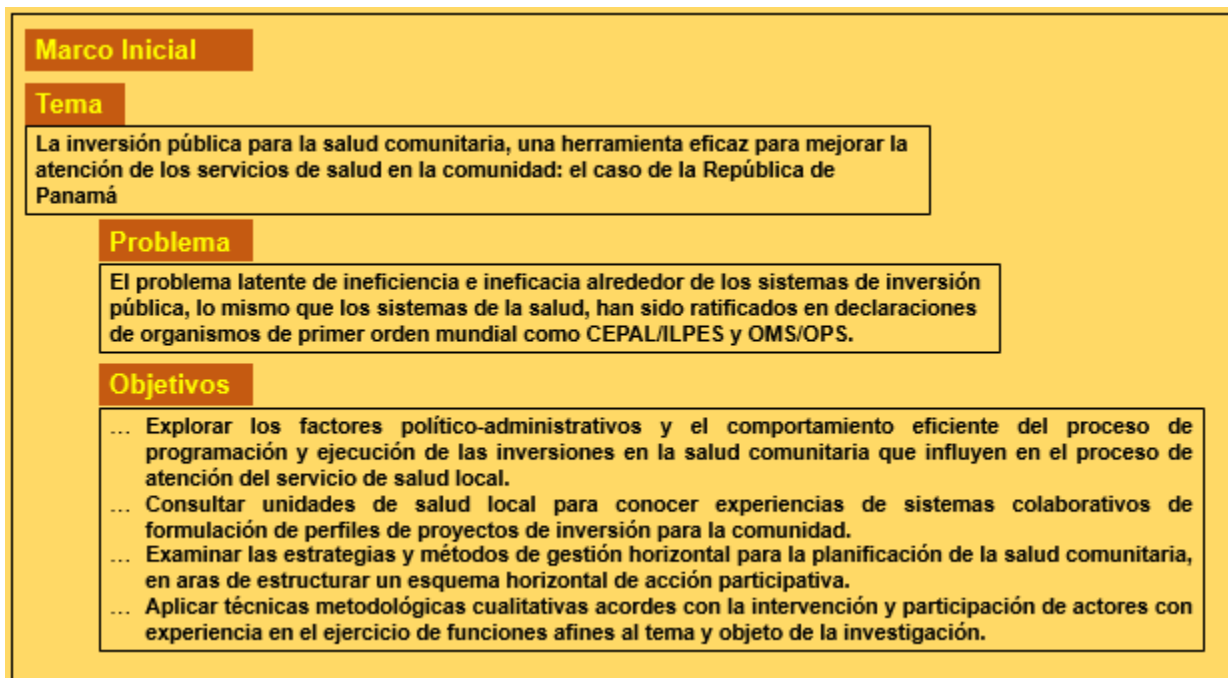 Marco Inicial
Tema
La inversión pública para la salud comunitaria, una herramienta eficaz para mejorar la
atención de los servicios de salud en la comunidad: el caso de la República de
Panamá
Problema
El problema latente de ineficiencia e ineficacia alrededor de los sistemas de inversión
pública, lo mismo que los sistemas de la salud, han sido ratificados en declaraciones
de organismos de primer orden mundial como CEPAL/ILPES y OMS/OPS.
Objetivos
… Explorar los factores político-administrativos y el comportamiento eficiente del proceso de
programación y ejecución de las inversiones en la salud comunitaria que influyen en el proceso de
atención del servicio de salud local.
… Consultar unidades de salud local para conocer experiencias de sistemas colaborativos de
formulación de perfiles de proyectos de inversión para la comunidad.
… Examinar las estrategias y métodos de gestión horizontal para la planificación de la salud comunitaria,
en aras de estructurar un esquema horizontal de acción participativa.
… Aplicar técnicas metodológicas cualitativas acordes con la intervención y participación de actores con
experiencia en el ejercicio de funciones afines al tema y objeto de la investigación.